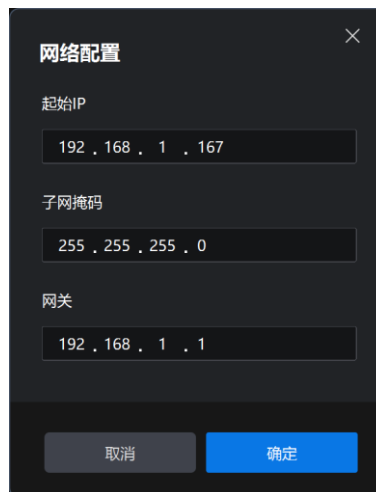 网络配置
起始IP
192 . 168 . 1 . 167
子网掩码
255 . 255 . 255 . 0
网关
192 . 168 . 1 . 1
取消 确定